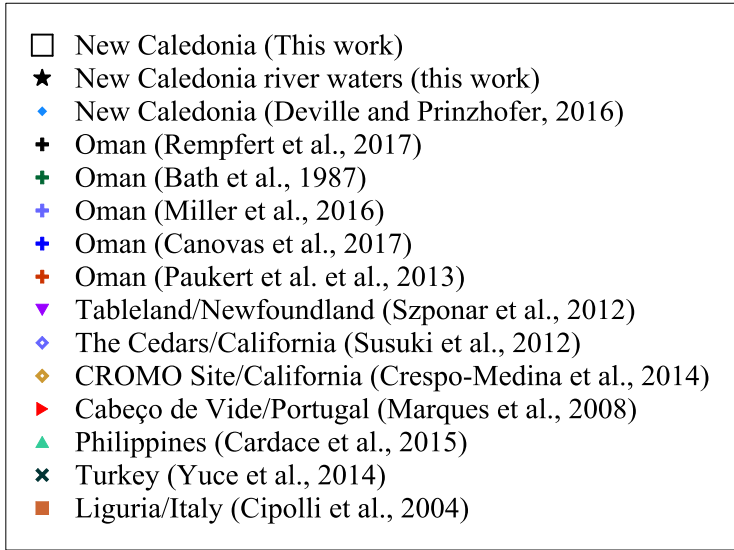 New Caledonia (This work)
New Caledonia river waters (this work)
New Caledonia (Deville and Prinzhofer, 2016)
Oman (Rempfert et al., 2017)
Oman (Bath et al., 1987)
Oman (Miller et al., 2016)
Oman (Canovas et al., 2017)
Oman (Paukert et al. et al., 2013)
Tableland/Newfoundland (Szponar et al., 2012)
The Cedars/California (Susuki et al., 2012)
CROMO Site/California (Crespo-Medina et al., 2014)
Cabeço de Vide/Portugal (Marques et al., 2008)
Philippines (Cardace et al., 2015)
Turkey (Yuce et al., 2014)
Liguria/Italy (Cipolli et al., 2004)